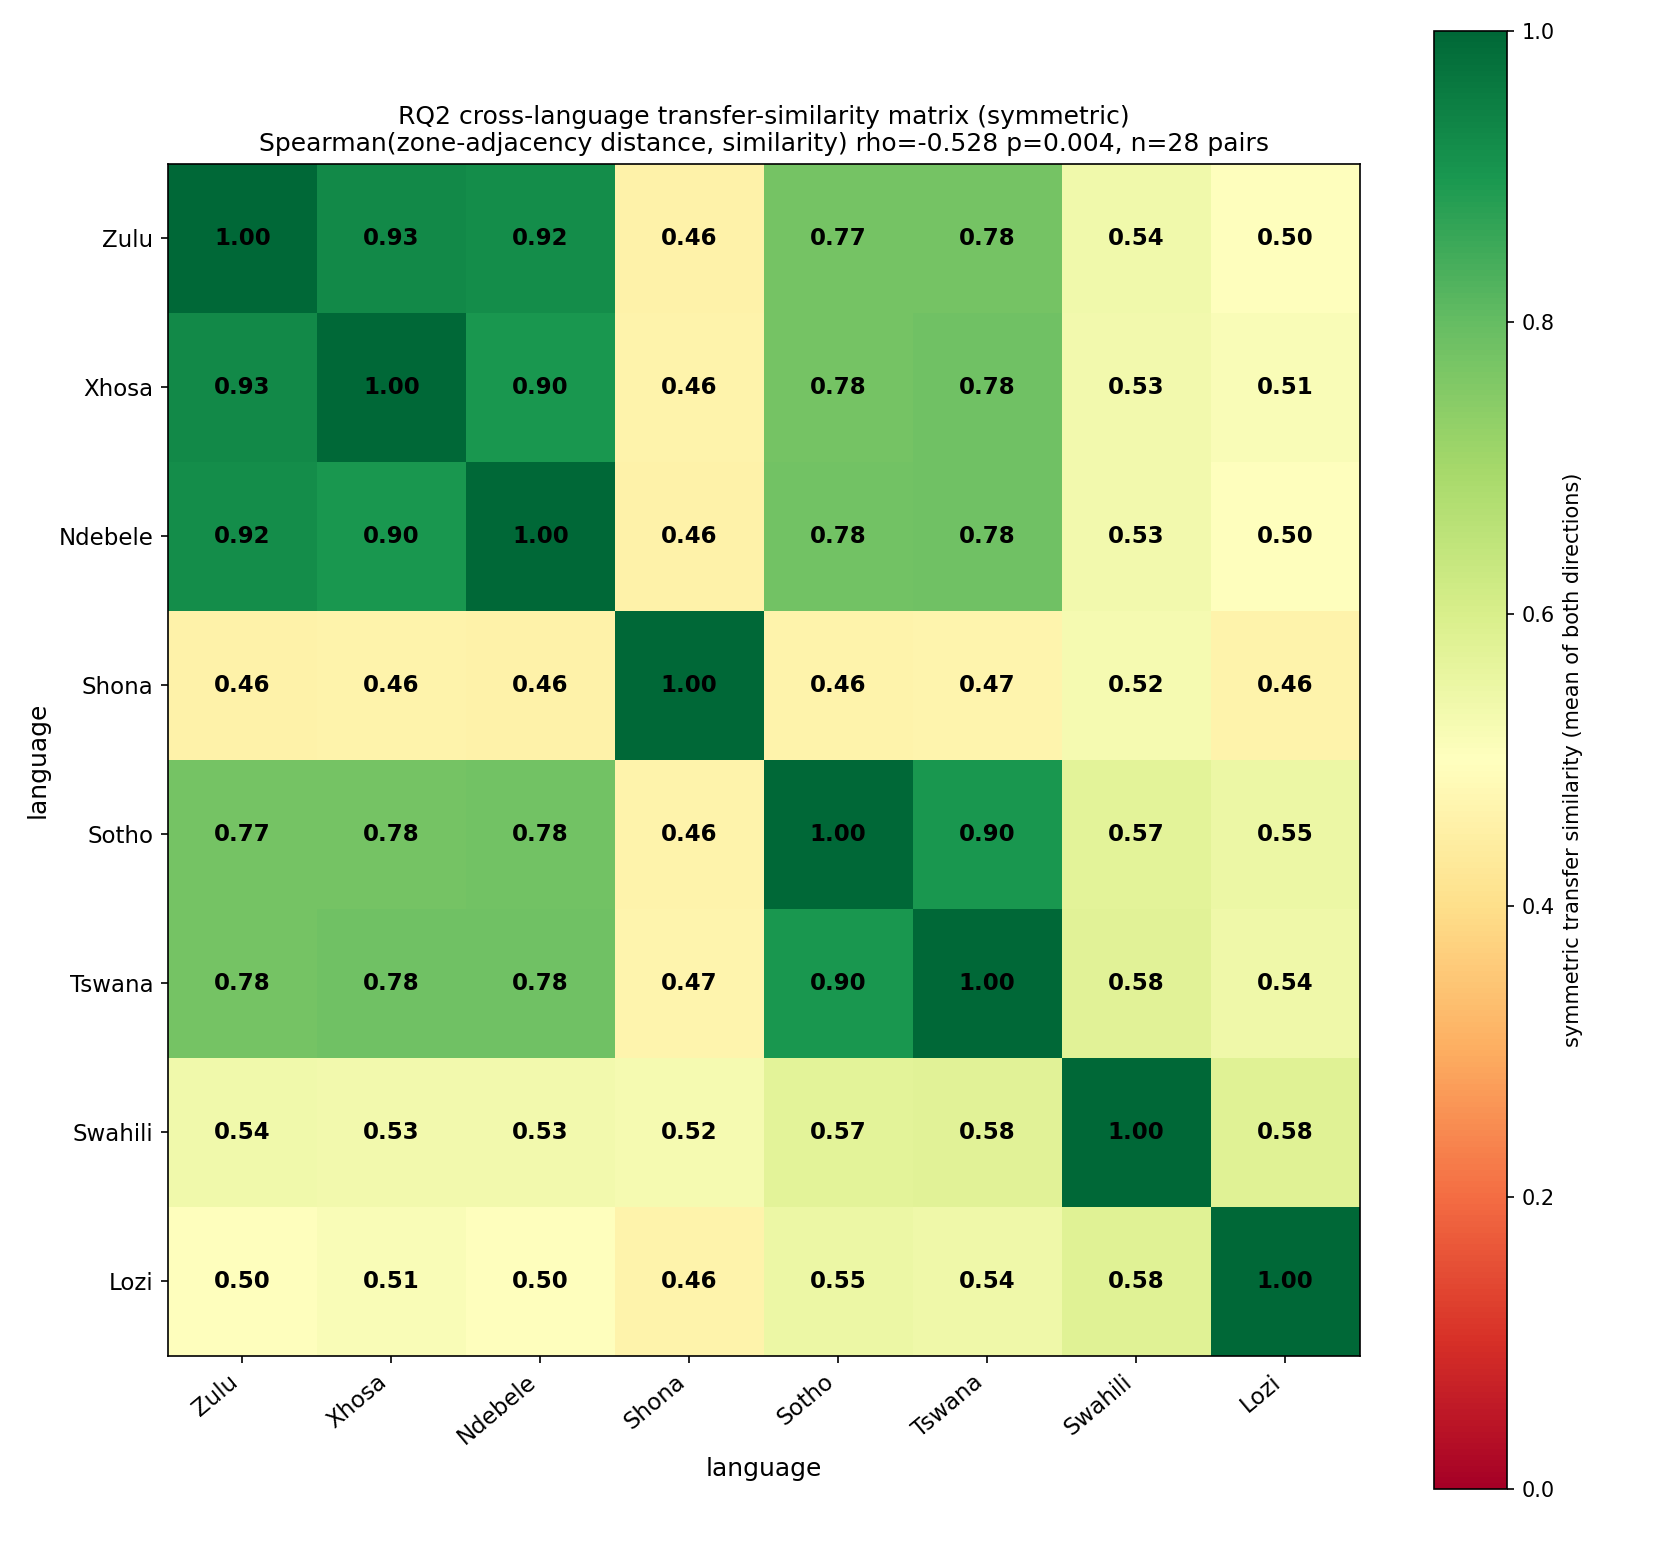 RQ2 cross-language transfer-similarity matrix (symmetric)
Spearman(zone-adjacency distance, similarity) rho=-0.528 p=0.004, n=28 pairs
Zulu 1.00 0.93 0.92 0.46 0.77 0.78 0.54 0.50
Xhosa 0.93 1.00 0.90 0.46 0.78 0.78 0.53 0.51
Ndebele 0.92 0.90 1.00 0.46 0.78 0.78 0.53 0.50
Shona 0.46 0.46 0.46 1.00 0.46 0.47 0.52 0.46
Sotho 0.77 0.78 0.78 0.46 1.00 0.90 0.57 0.55
Tswana 0.78 0.78 0.78 0.47 0.90 1.00 0.58 0.54
Swahili 0.54 0.53 0.53 0.52 0.57 0.58 1.00 0.58
Lozi 0.50 0.51 0.50 0.46 0.55 0.54 0.58 1.00
Zulu Xhosa Ndebele Shona Sotho Tswana Swahili Lozi
language
language
1.0
0.8
0.6
0.4
0.2
0.0
symmetric transfer similarity (mean of both directions)